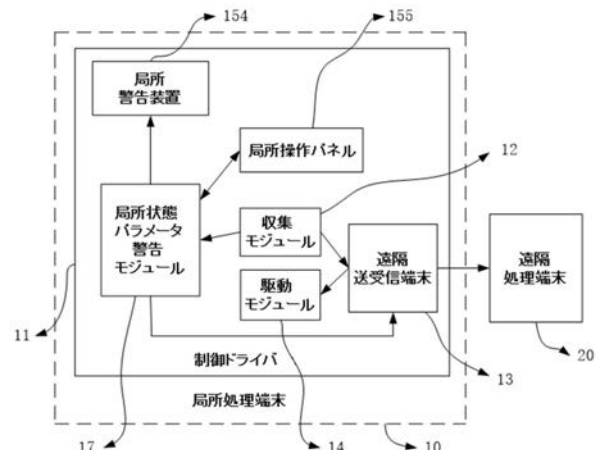 154
155
局所
警告装置
局所操作パネル
12
局所状態
パラメータ
警告
モジュール
収集
モジュール
遠隔
送受信端末
遠隔
処理端末
駆動
モジュール
11
制御ドライバ
13
20
局所処理端末
17
14
10